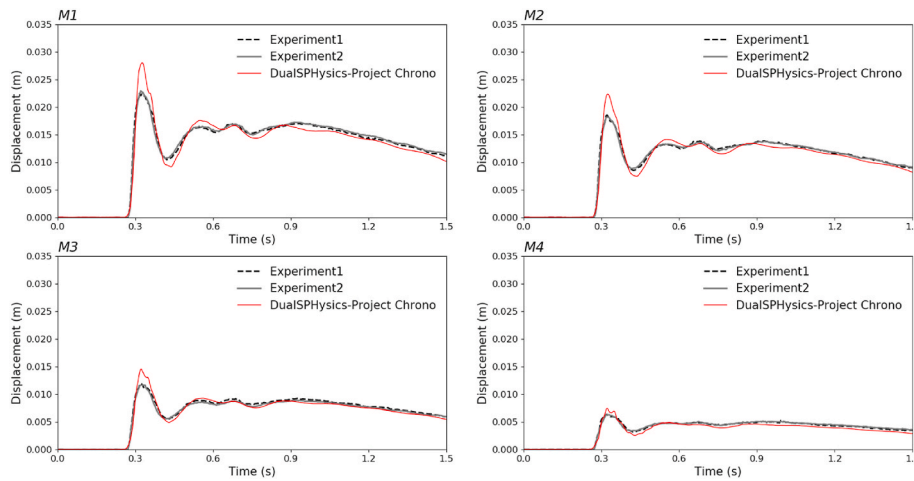 M1
0.035
0.030
0.025
0.020
0.015
0.010
0.005
0.000
Displacement (m)
Experiment1
Experiment2
DualSPHysics-Project Chrono
0.0 0.3 0.6 0.9 1.2 1.5
Time (s)
M2
0.035
0.030
0.025
0.020
0.015
0.010
0.005
0.000
Displacement (m)
Experiment1
Experiment2
DualSPHysics-Project Chrono
0.0 0.3 0.6 0.9 1.2 1.
Time (s)
M3
0.035
0.030
0.025
0.020
0.015
0.010
0.005
0.000
Displacement (m)
Experiment1
Experiment2
DualSPHysics-Project Chrono
0.0 0.3 0.6 0.9 1.2 1.5
Time (s)
M4
0.035
0.030
0.025
0.020
0.015
0.010
0.005
0.000
Displacement (m)
Experiment1
Experiment2
DualSPHysics-Project Chrono
0.0 0.3 0.6 0.9 1.2 1.
Time (s)